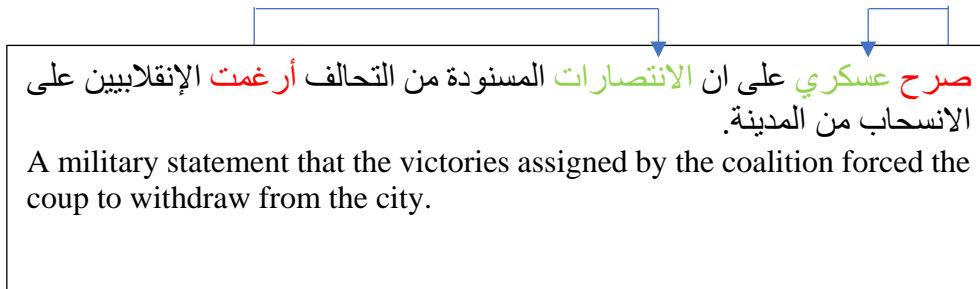 صرح عسكري على ان الانتصارات المسنودة من التحالف أرغمت الإنقلابيين على
الانسحاب من المدينة.
A military statement that the victories assigned by the coalition forced the
coup to withdraw from the city.